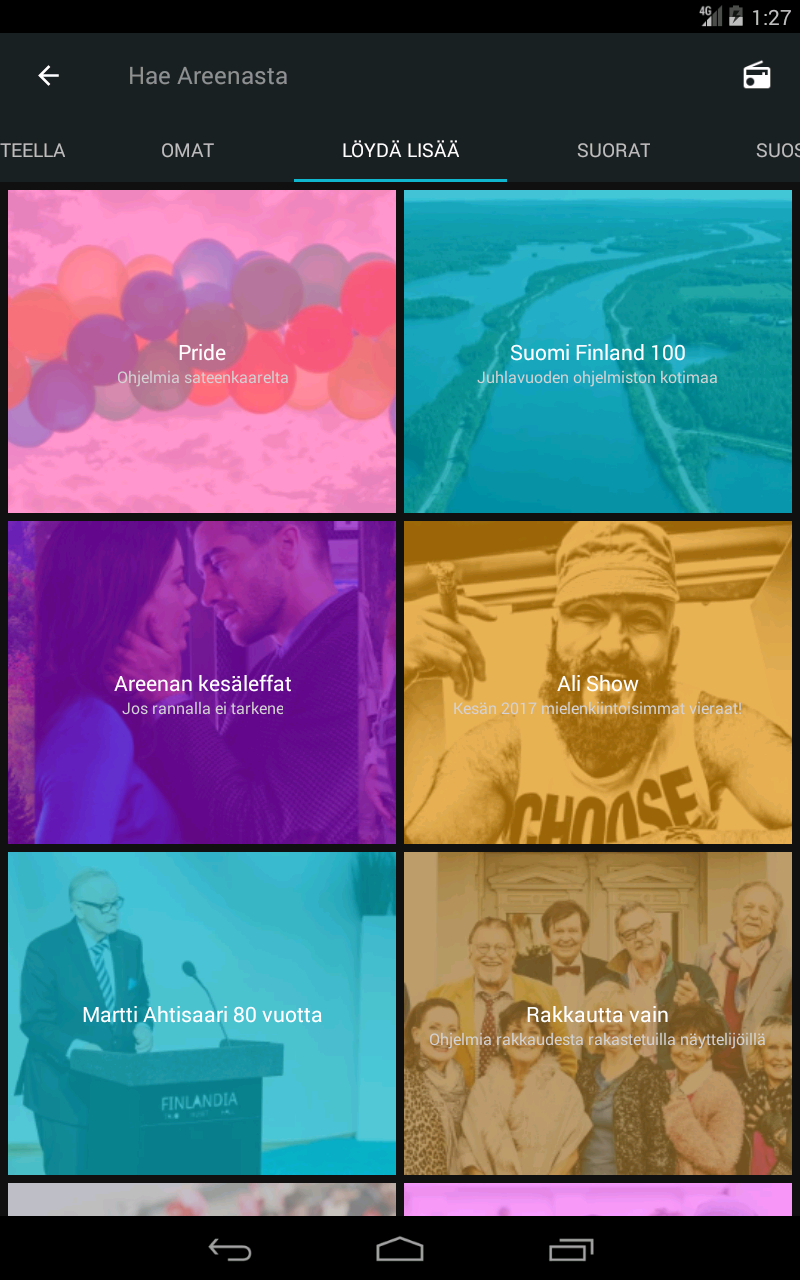 4G 1:27
Hae Areenasta
TEELLA OMAT LÖYDÄ LISÄÄ SUORAT SUOS
Pride
Ohjelmia sateenkaarelta
Suomi Finland 100
Juhlavuoden ohjelmiston kotimaa
Areenan kesäleffat
Jos rannalla ei tarkene
Ali Show
Kesän 2017 mielenkiintoisimmat vieraat!
CHOOSE
Martti Ahtisaari 80 vuotta
FINLANDIA
Rakkautta vain
Ohjelmia rakkaudesta rakastetuilla näyttelijöillä